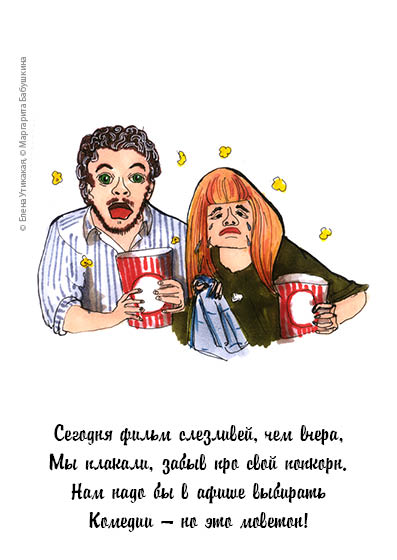 © Елена Утикакая, © Маргарита Бабушкина
Сегодня фильм слезливей, чем вчера,
Мы плакали, забыв про свой попкорн.
Нам надо бы в афише выбирать
Комедии – но это моветон!